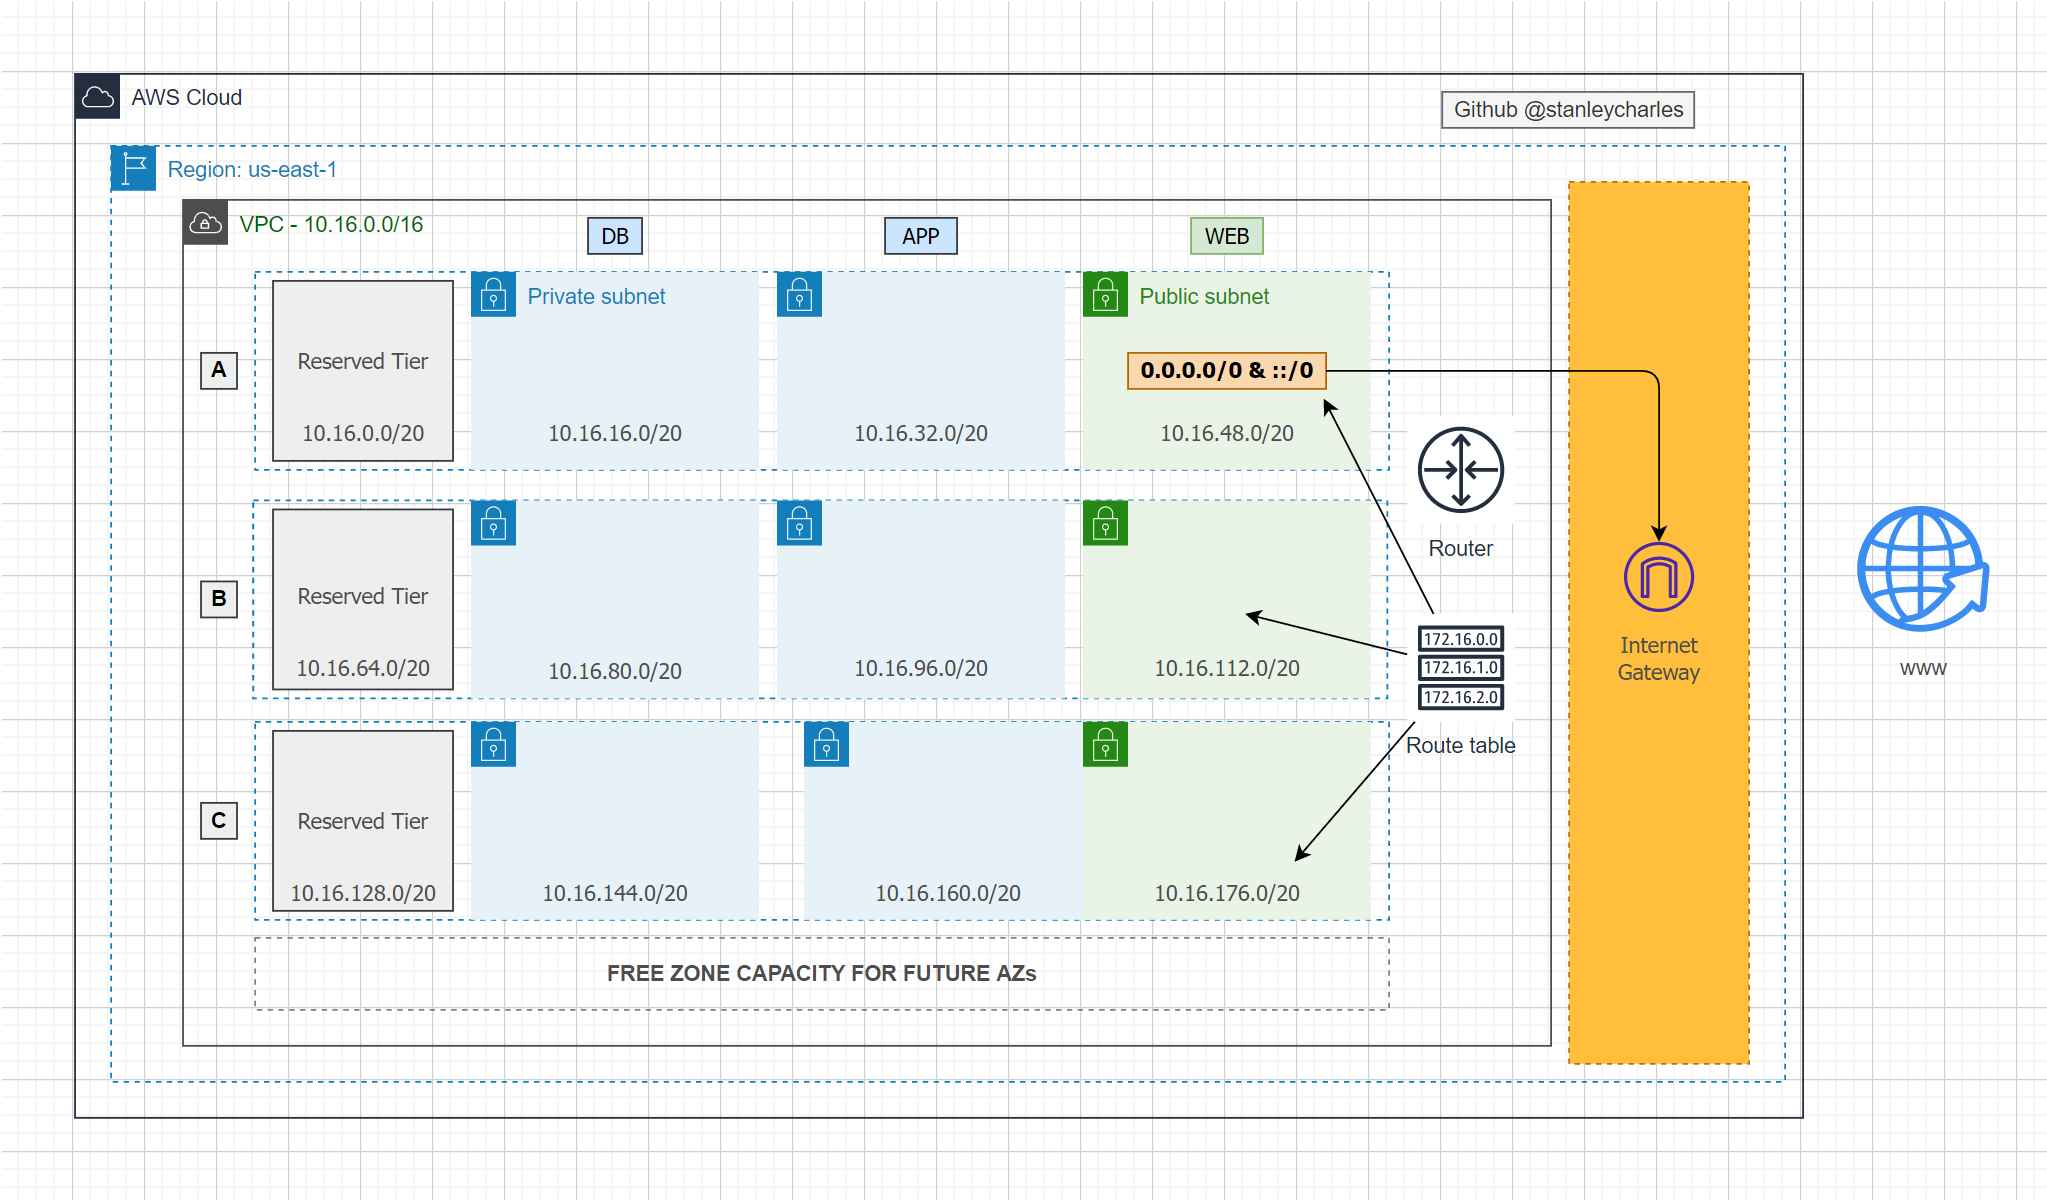 AWS Cloud
Github @stanleycharles
Region: us-east-1
VPC - 10.16.0.0/16
DB
APP
WEB
Private subnet
Public subnet
A
Reserved Tier
0.0.0.0/0 & ::/0
10.16.0.0/20
10.16.16.0/20
10.16.32.0/20
10.16.48.0/20
Router
B
Reserved Tier
10.16.64.0/20
10.16.80.0/20
10.16.96.0/20
10.16.112.0/20
172.16.0.0
172.16.1.0
172.16.2.0
Route table
Internet
Gateway
www
C
Reserved Tier
10.16.128.0/20
10.16.144.0/20
10.16.160.0/20
10.16.176.0/20
FREE ZONE CAPACITY FOR FUTURE AZs